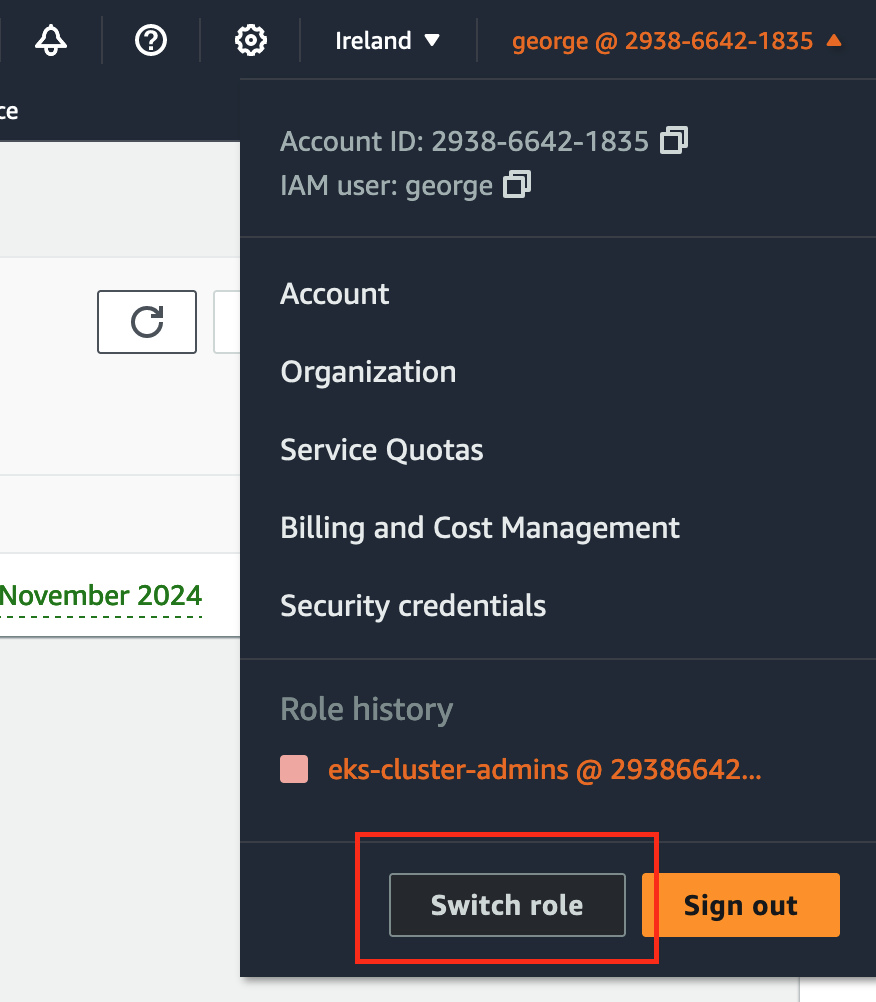 Ireland
george @ 2938-6642-1835
ce
Account ID: 2938-6642-1835
IAM user: george
Account
Organization
Service Quotas
Billing and Cost Management
November 2024
Security credentials
Role history
eks-cluster-admins @ 29386642...
Switch role
Sign out